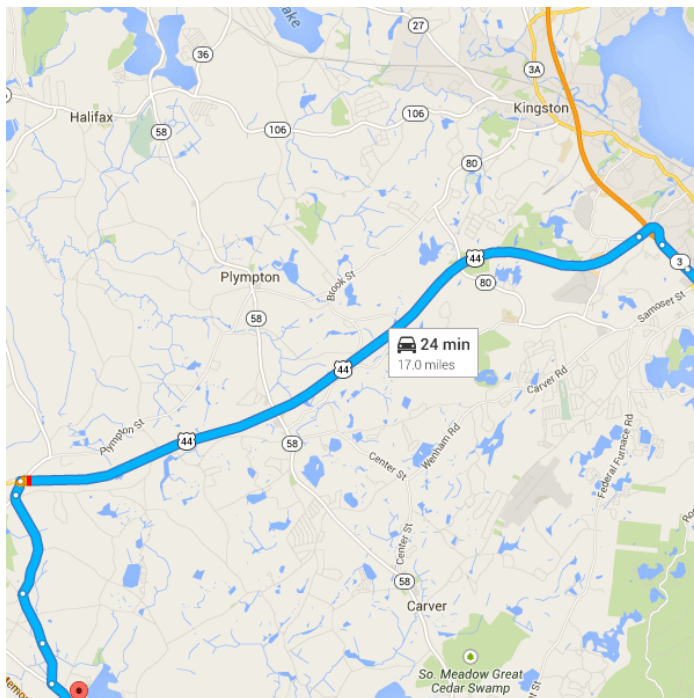 Lake
27
36
3A
Halifax
Kingston
58
106
106
80
Plympton
Brook St
44
3
80
Samoset St
58
24 min
17.0 miles
44
Carver Rd
Plympton St
44
58
Wenham Rd
Center St
Federal Furnace Rd
Center St
58
Carver
So. Meadow Great
Cedar Swamp